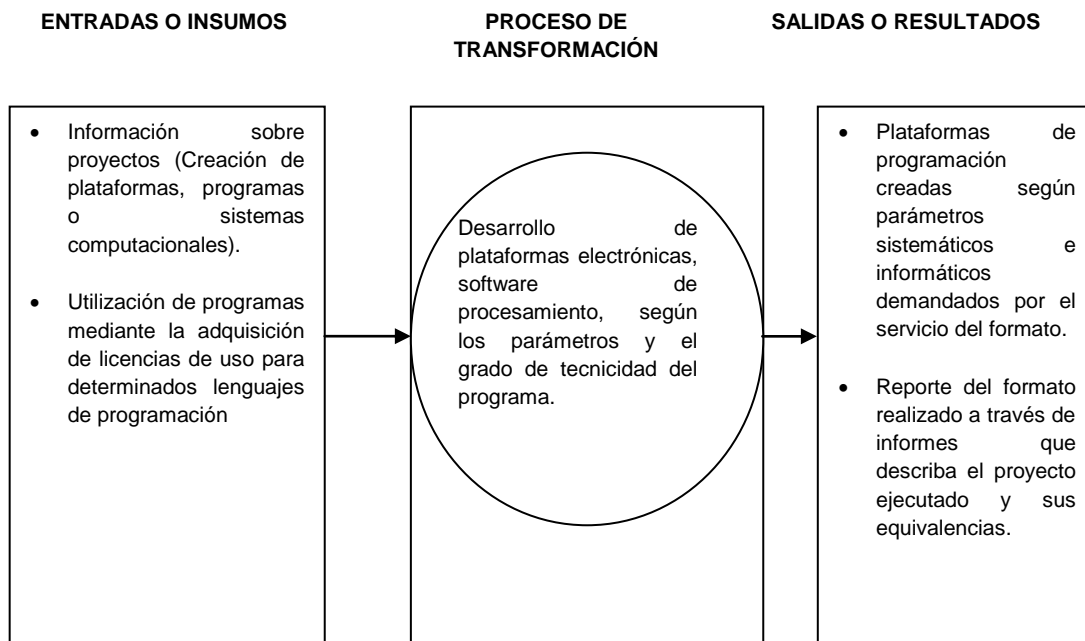 ENTRADAS O INSUMOS
PROCESO DE
TRANSFORMACIÓN
SALIDAS O RESULTADOS
• Información sobre
proyectos (Creación de
plataformas, programas
o sistemas
computacionales).
• Utilización de programas
mediante la adquisición
de licencias de uso para
determinados lenguajes
de programación
Desarrollo de
plataformas electrónicas,
software de
procesamiento, según
los parámetros y el
grado de tecnicidad del
programa.
• Plataformas de
programación
creadas según
parámetros
sistemáticos e
informáticos
demandados por el
servicio del formato.
• Reporte del formato
realizado a través de
informes que
describa el proyecto
ejecutado y sus
equivalencias.